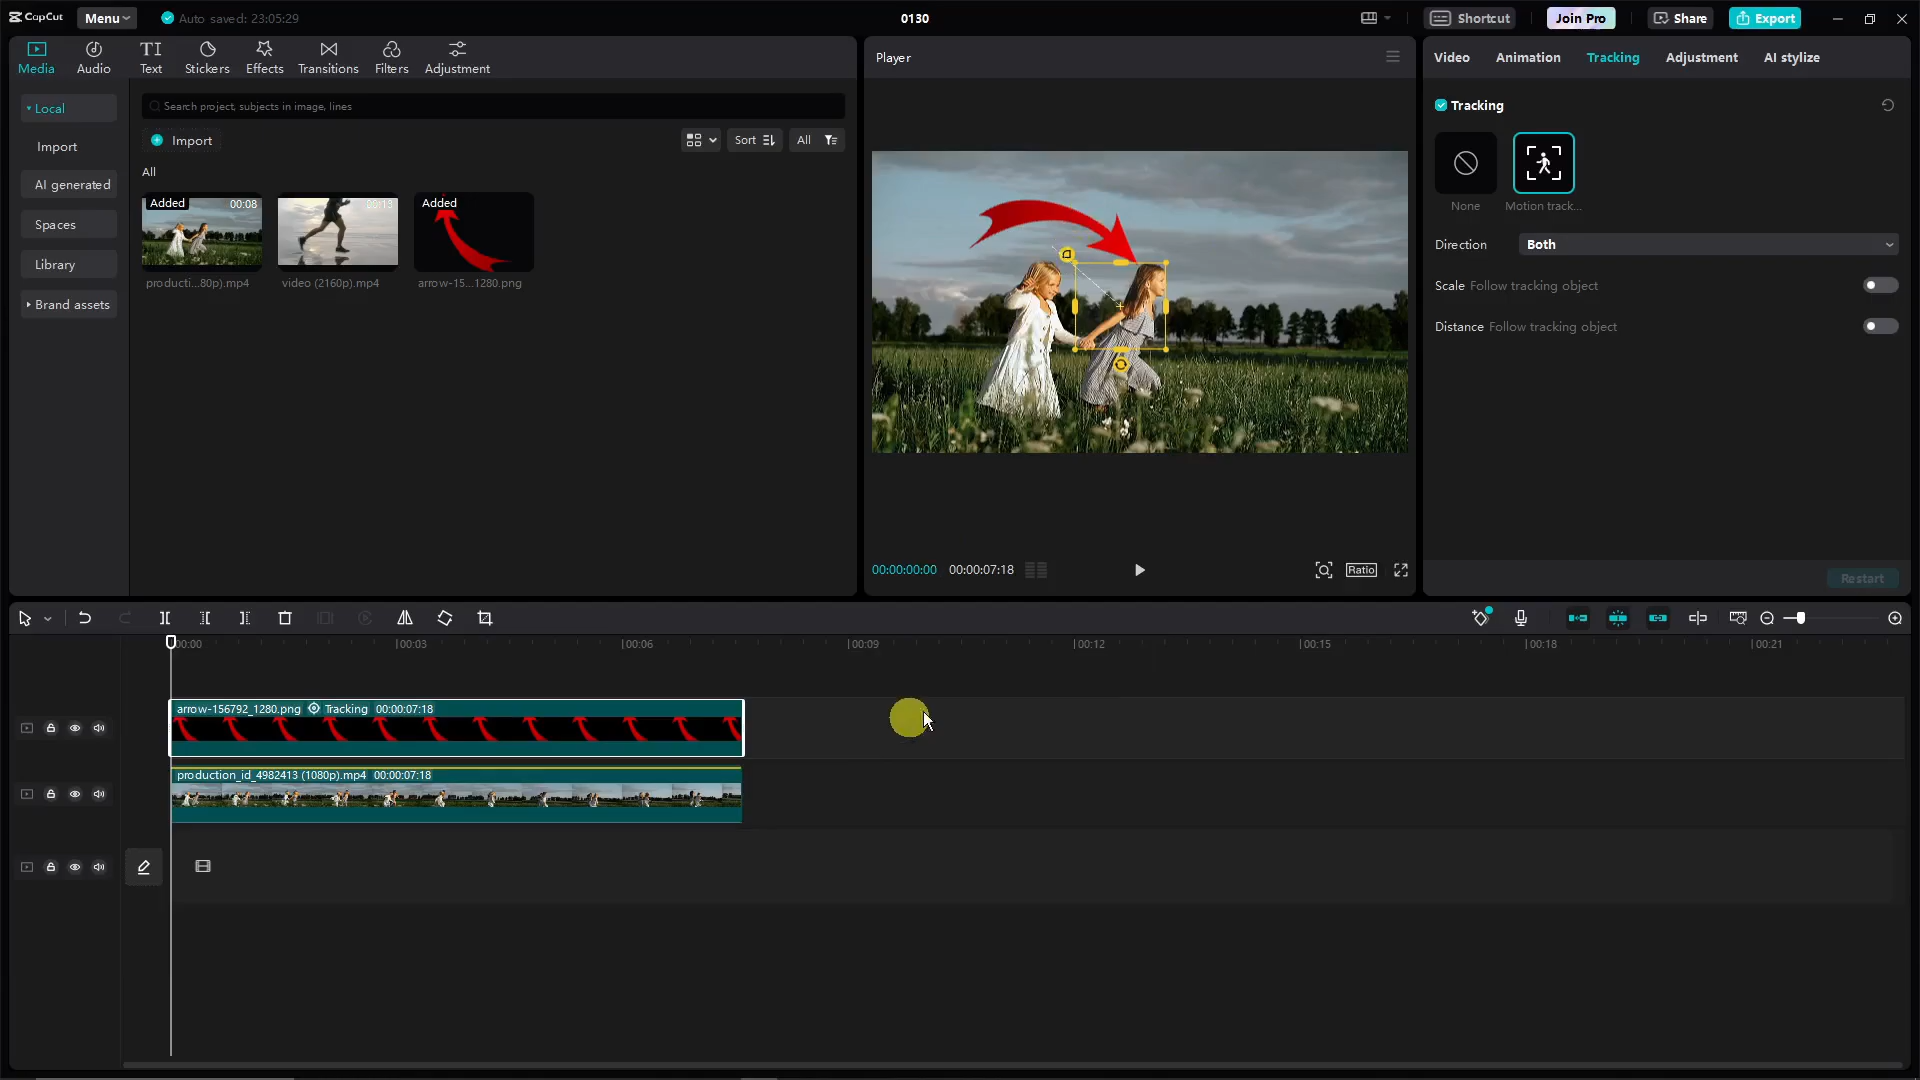 CapCut Menu Auto saved: 23:05:29 0130 Shortcut Join Pro Share Export
Media Audio Text Stickers Effects Transitions Filters Adjustment
TI
Local
Import
AI generated
Spaces
Library
Brand assets
Search project, subjects in image, lines
Import Sort All
All
Added 00:08 Added
producti...80p).mp4 video (2160p).mp4 arrow-15...1280.png
Player
00:00:00:00 00:00:07:18 Ratio
Video Animation Tracking Adjustment AI stylize
Tracking
None Motion track...
Direction Both
Scale Follow tracking object
Distance Follow tracking object
Restart
00:00 00:03 00:06 00:09 00:12 00:15 00:18 00:21
arrow-156792_1280.png Tracking 00:00:07:18
production_id_4982413 (1080p).mp4 00:00:07:18